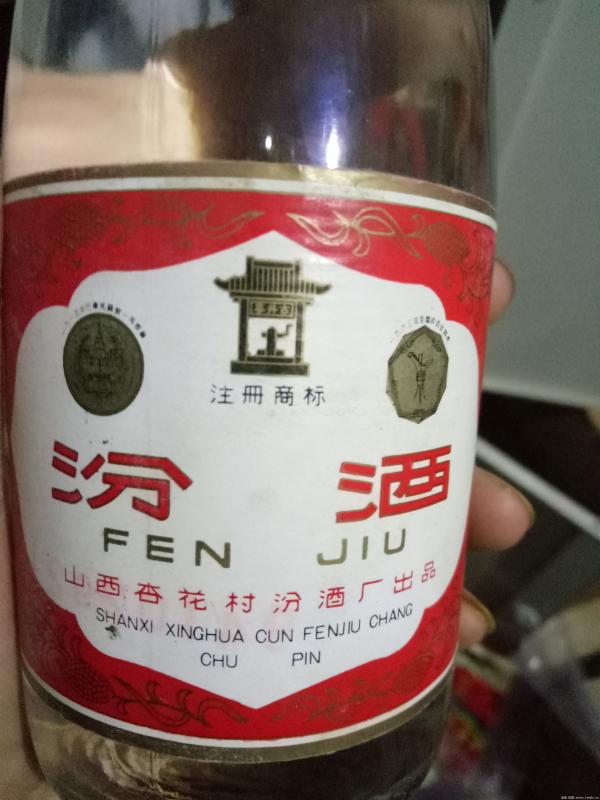 注册商标
汾 酒
FEN JIU
山西杏花村汾酒厂出品
SHANXI XINGHUA CUN FENJIU CHANG
CHU PIN